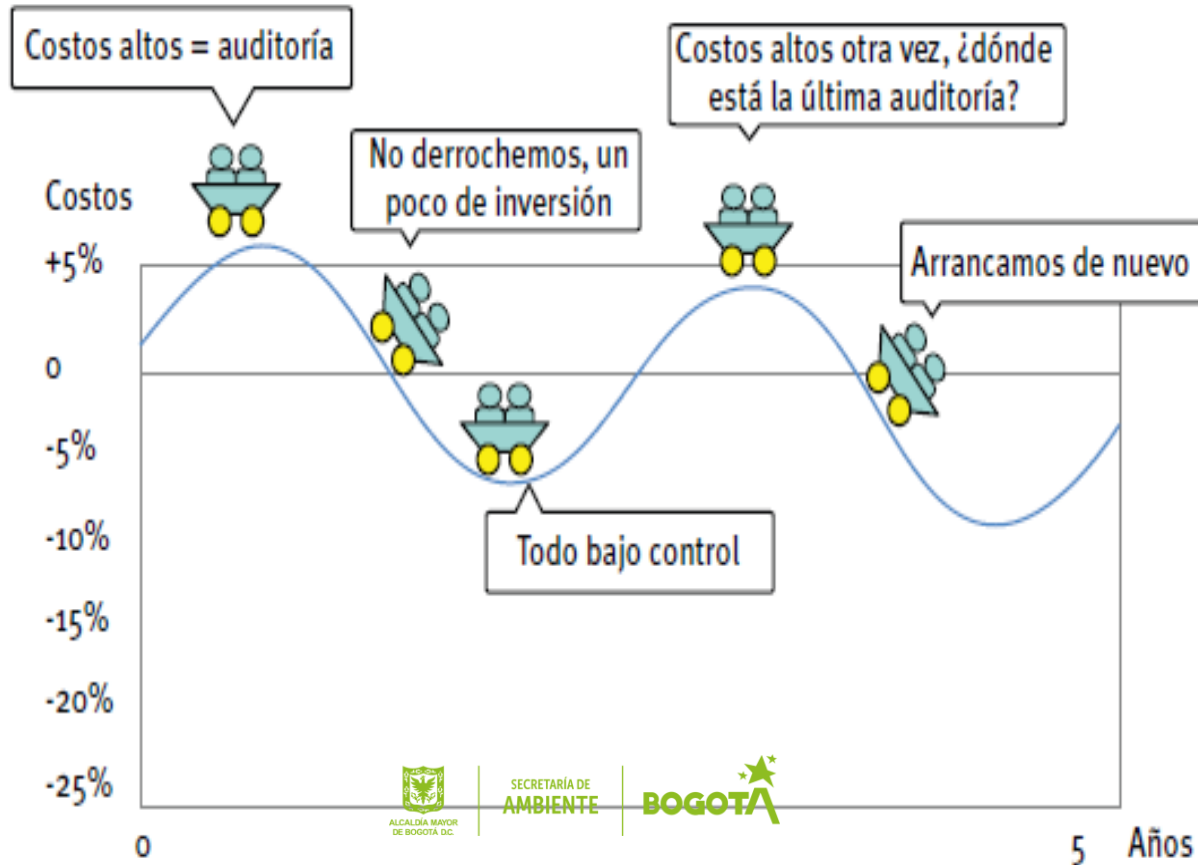 Costos altos = auditoría
Costos altos otra vez, ¿dónde
está la última auditoría?
No derrochemos, un
poco de inversión
Arrancamos de nuevo
Todo bajo control
Costos
+5%
0
-5%
-10%
-15%
-20%
-25%
ALCALDÍA MAYOR
DE BOGOTÁ D.C.
SECRETARÍA DE
AMBIENTE
BOGOTÁ
0
5
Años